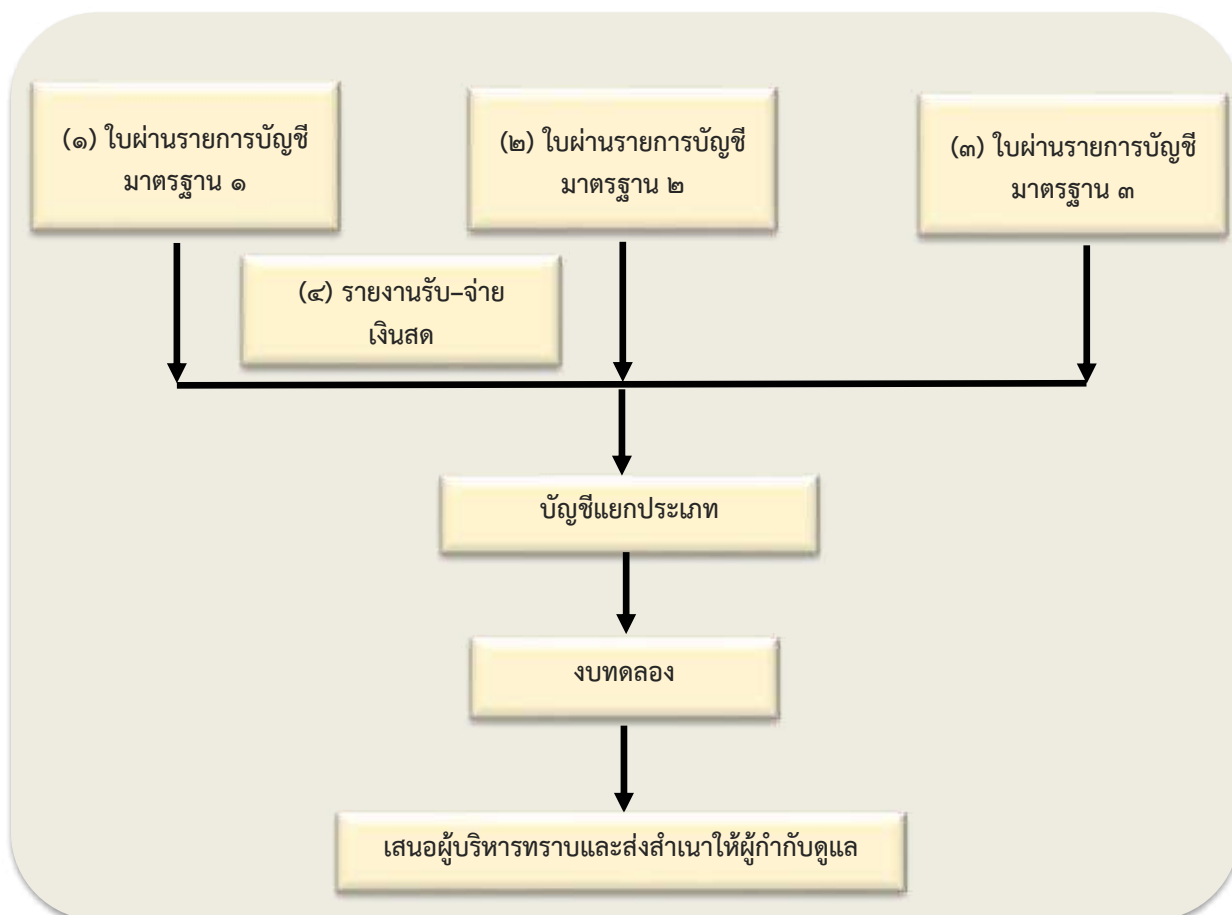 (๑) ใบผ่านรายการบัญชี
มาตรฐาน ๑
(๒) ใบผ่านรายการบัญชี
มาตรฐาน ๒
(๓) ใบผ่านรายการบัญชี
มาตรฐาน ๓
(๔) รายงานรับ–จ่าย
เงินสด
บัญชีแยกประเภท
งบทดลอง
เสนอผู้บริหารทราบและส่งสำเนาให้ผู้กำกับดูแล